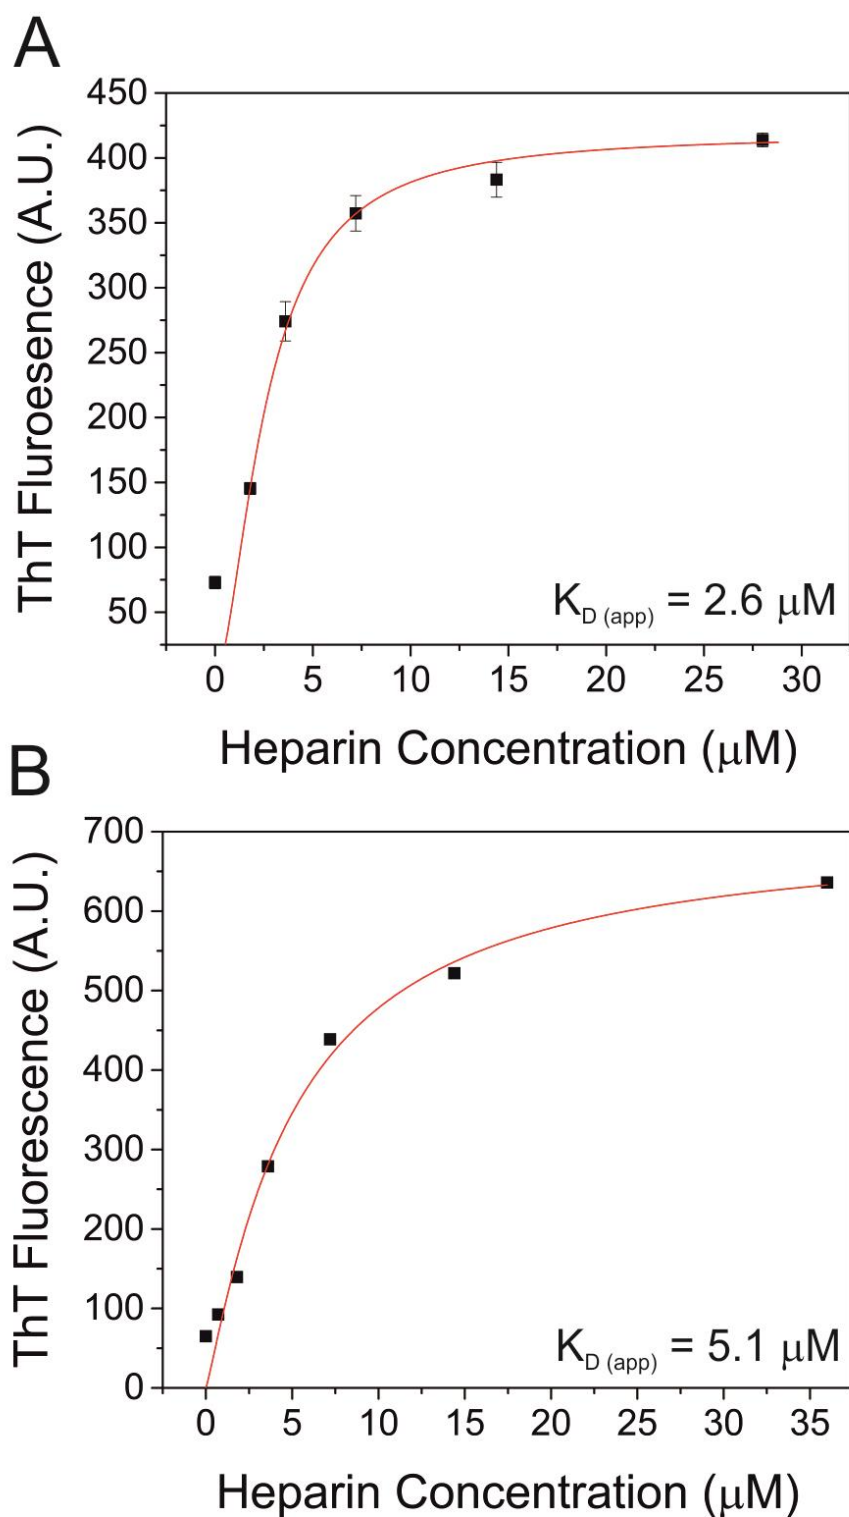 A
450
400
350
300
250
200
150
100
50
ThT Fluroesence (A.U.)
K_D (app) = 2.6 μM
0 5 10 15 20 25 30
Heparin Concentration (μM)
B
700
600
500
400
300
200
100
0
ThT Fluorescence (A.U.)
K_D (app) = 5.1 μM
0 5 10 15 20 25 30 35
Heparin Concentration (μM)